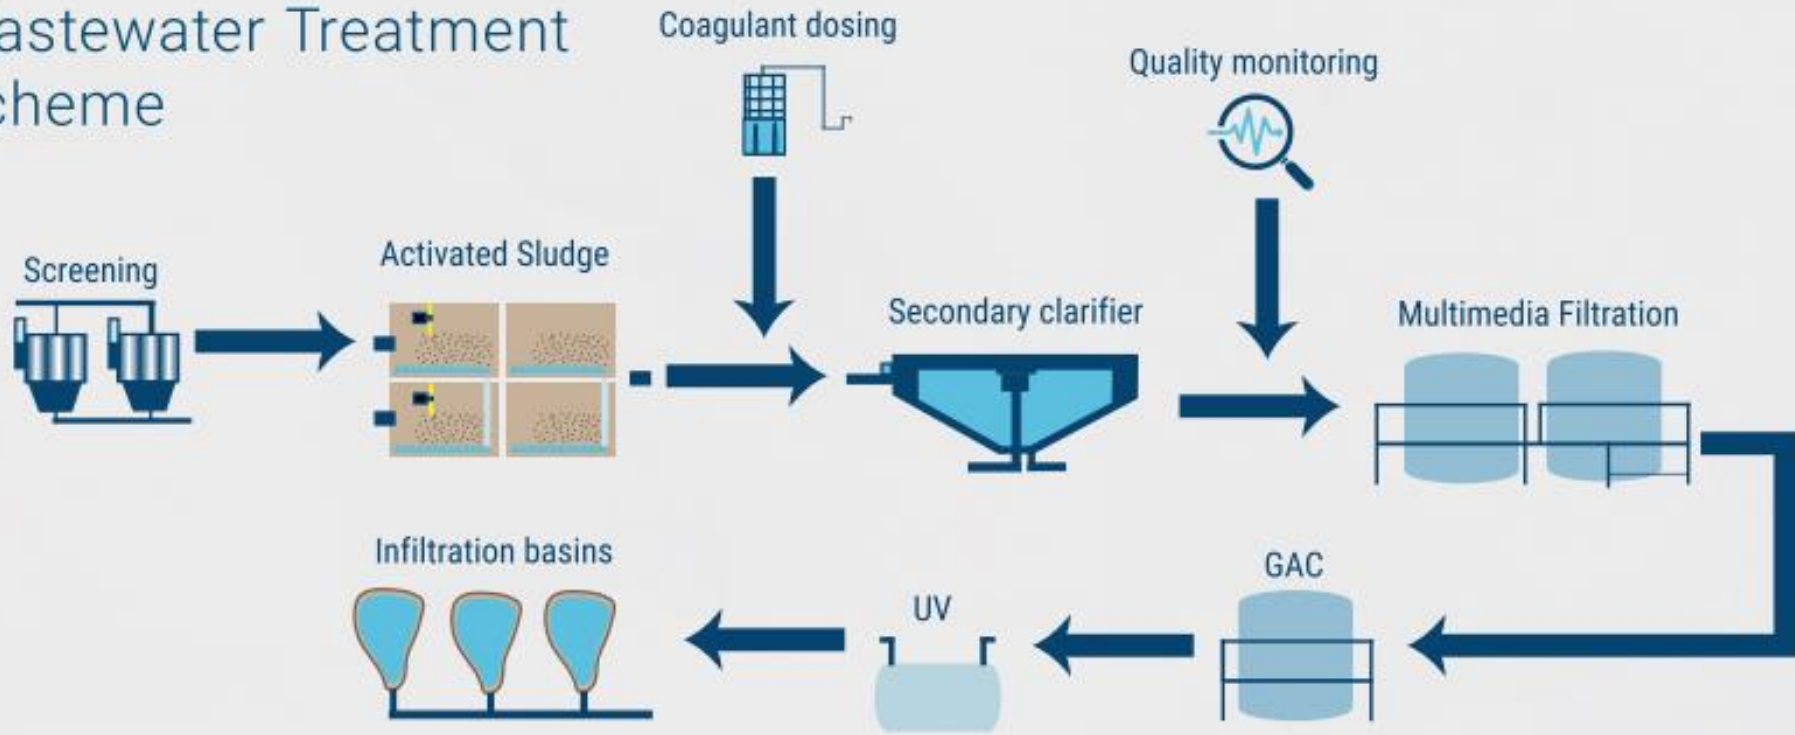 astewater Treatment
cheme
Coagulant dosing
Quality monitoring
Screening
Activated Sludge
Secondary clarifier
Multimedia Filtration
Infiltration basins
UV
GAC